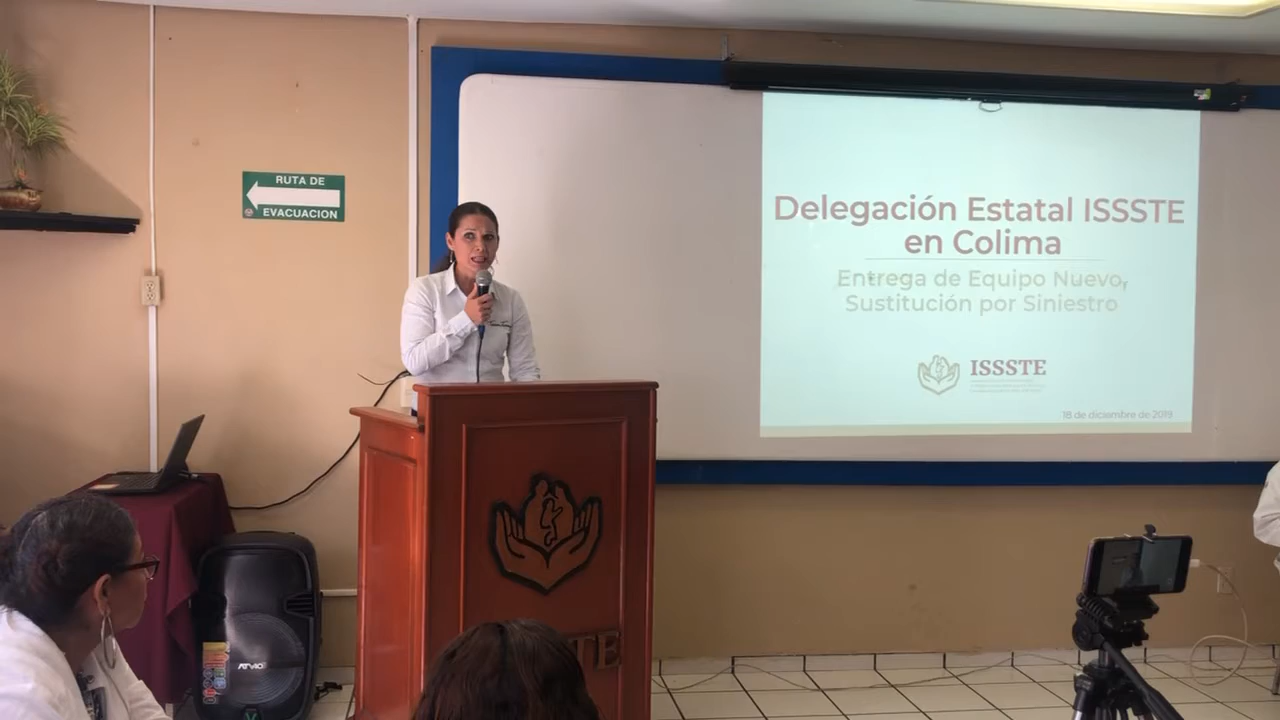 RUTA DE
EVACUACION
Delegación Estatal ISSSTE
en Colima
Entrega de Equipo Nuevo,
Sustitución por Siniestro
ISSSTE
18 de diciembre de 2019
ATVIO
TE